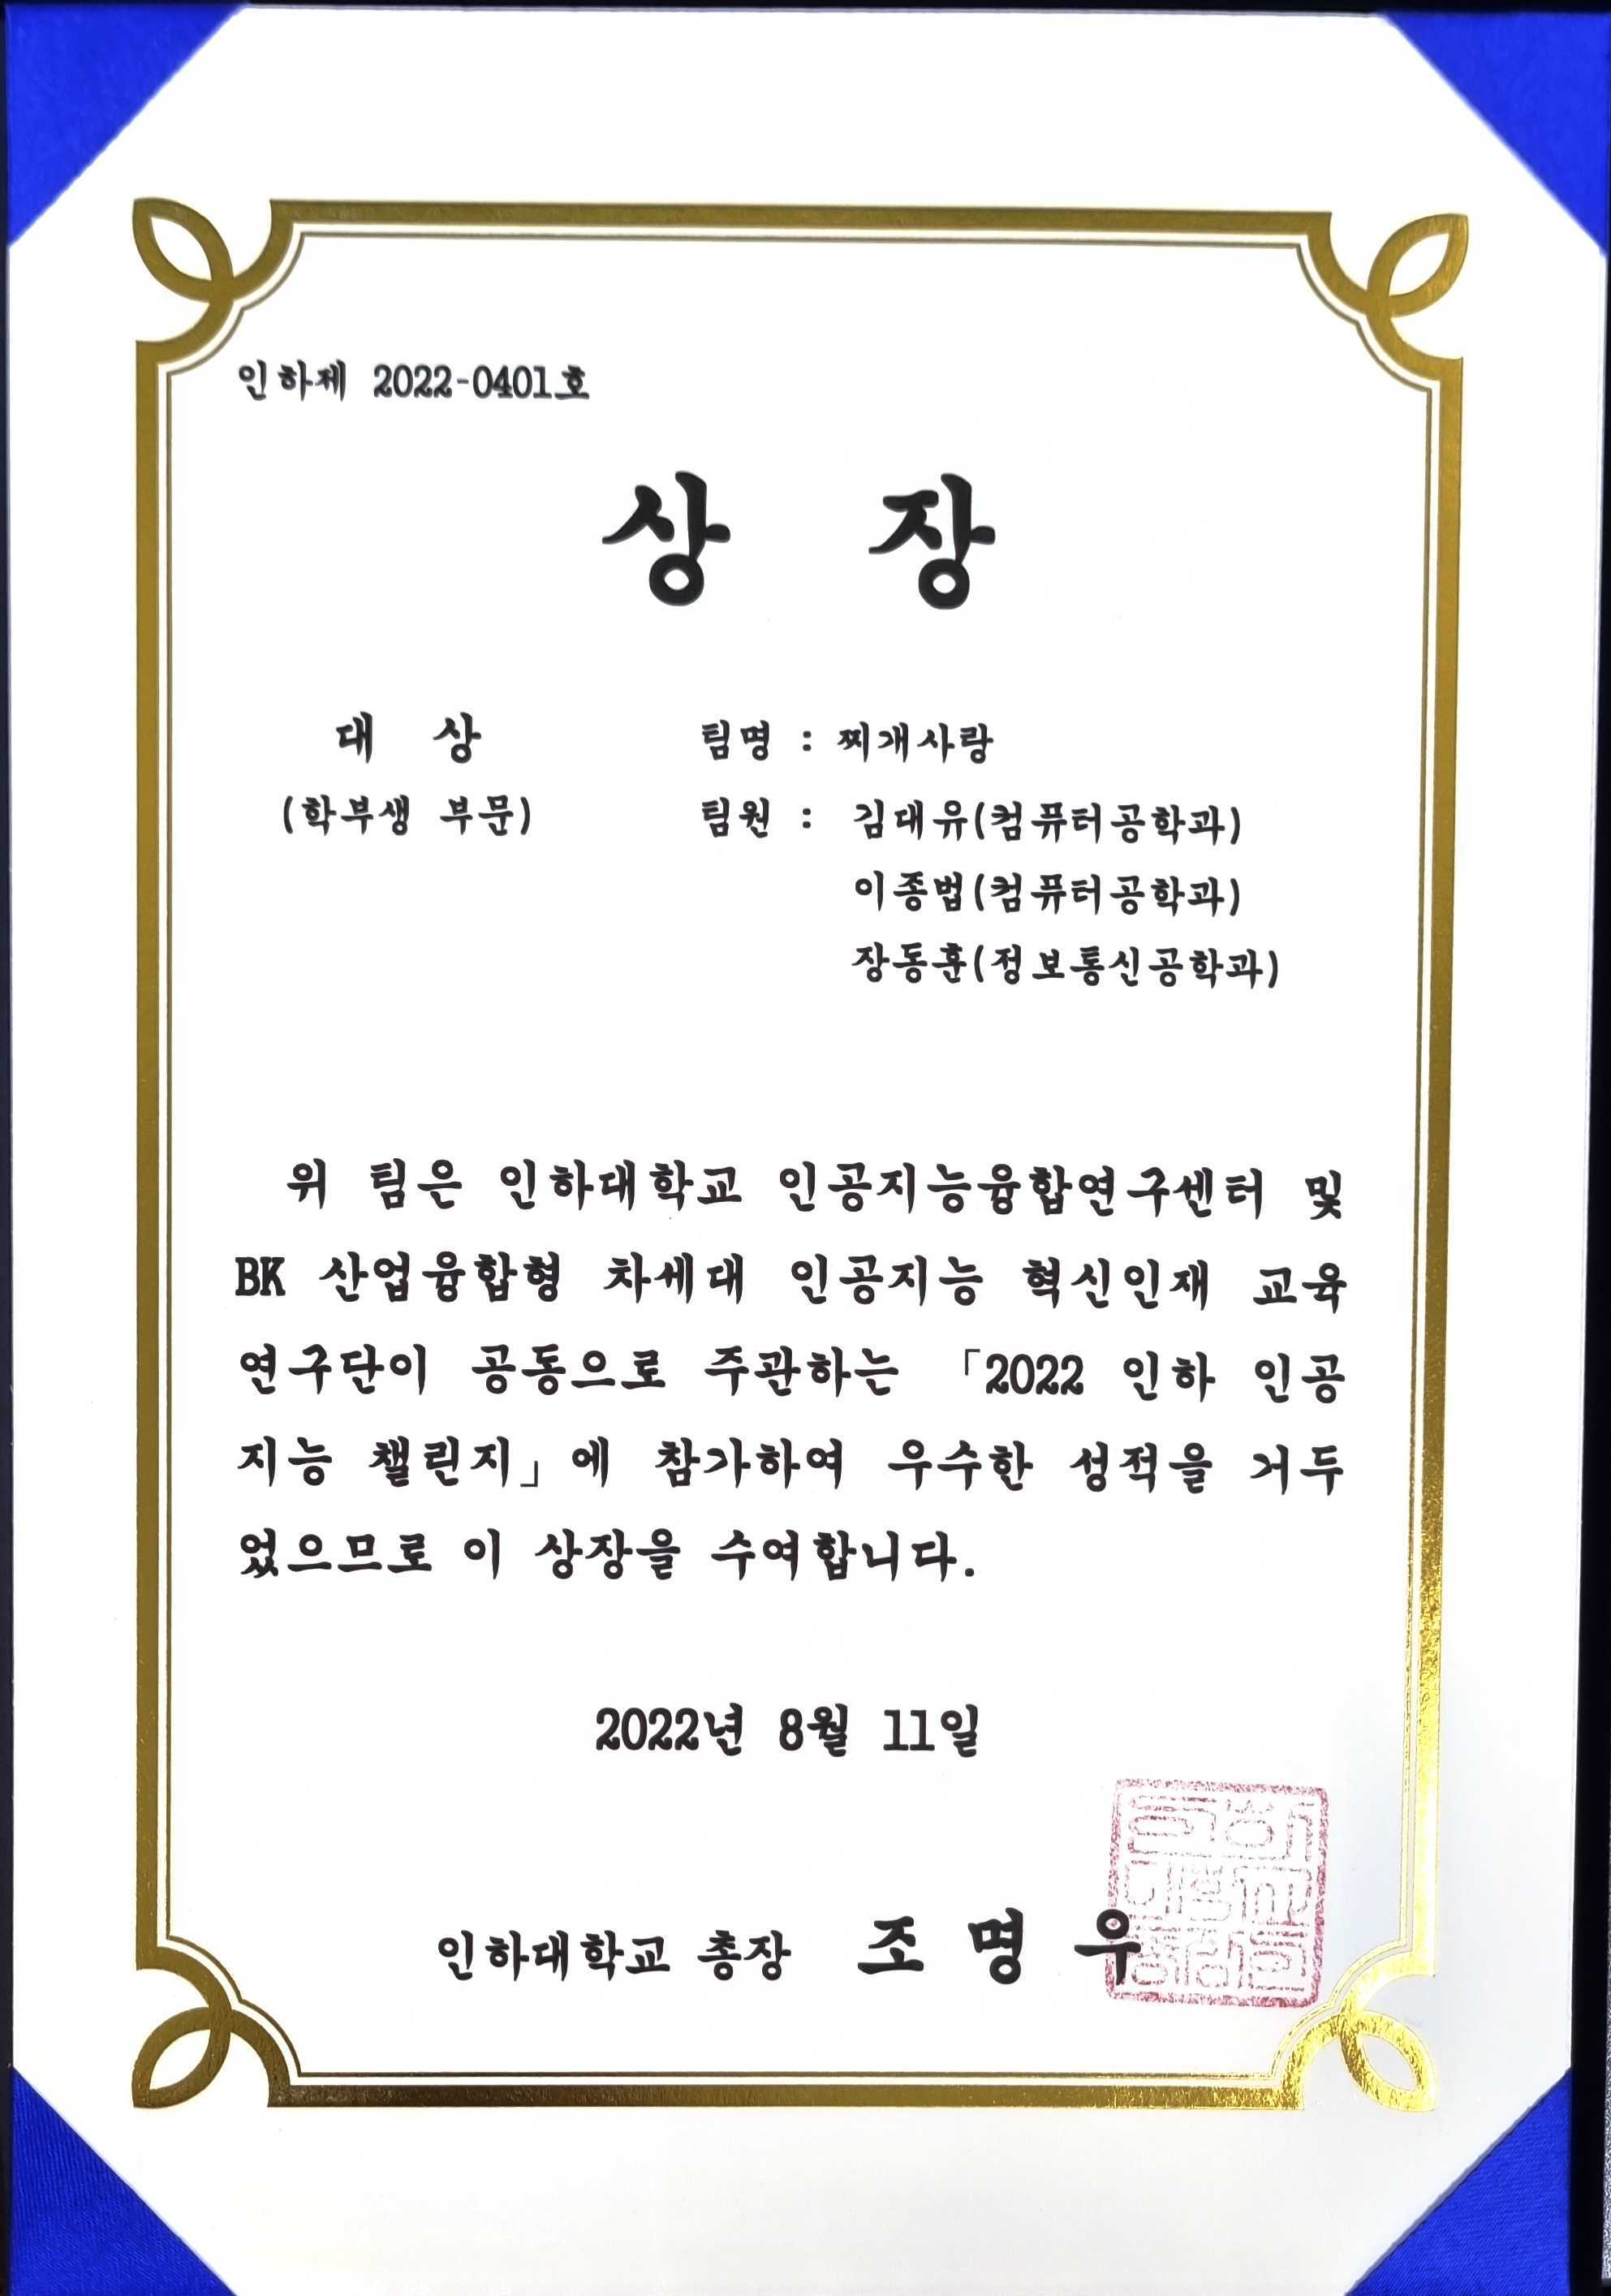 인하제 2022-0401호
상 장
대 상
(학부생 부문)
팀명 : 찌개사랑
팀원 : 김대유(컴퓨터공학과)
이종법(컴퓨터공학과)
장동훈(정보통신공학과)
위 팀은 인하대학교 인공지능융합연구센터 및
BK 산업융합형 차세대 인공지능 혁신인재 교육
연구단이 공동으로 주관하는 「2022 인하 인공
지능 챌린지」에 참가하여 우수한 성적을 거두
었으므로 이 상장을 수여합니다.
2022년 8월 11일
인하대학교 총장 조 명 우